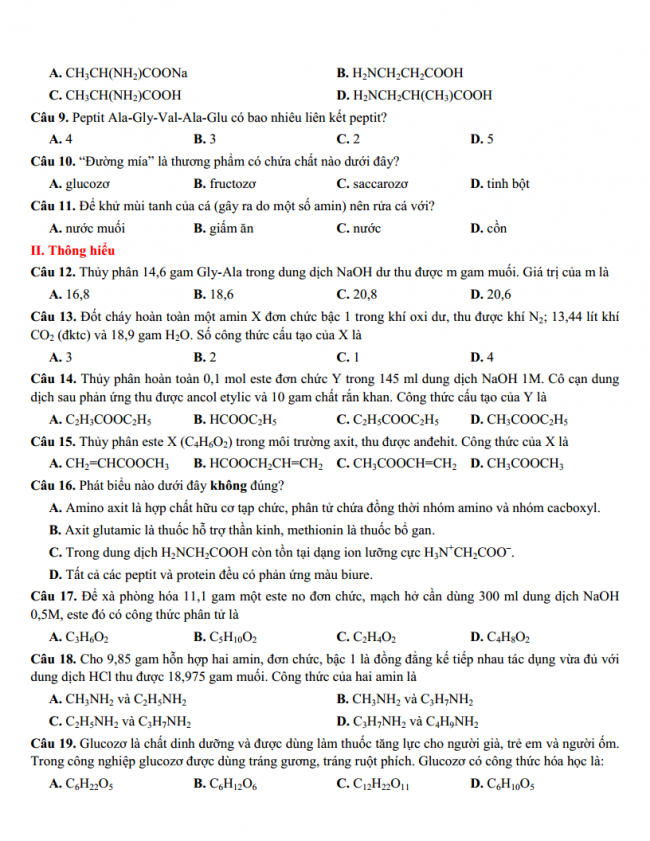 A. CH₃CH(NH₂)COONa B. H₂NCH₂CH₂COOH
C. CH₃CH(NH₂)COOH D. H₂NCH₂CH(CH₃)COOH
Câu 9. Peptit Ala-Gly-Val-Ala-Glu có bao nhiêu liên kết peptit?
A. 4 B. 3 C. 2 D. 5
Câu 10. “Đường mía” là thương phẩm có chứa chất nào dưới đây?
A. glucozơ B. fructozơ C. saccarozơ D. tinh bột
Câu 11. Để khử mùi tanh của cá (gây ra do một số amin) nên rửa cá với?
A. nước muối B. giấm ăn C. nước D. cồn
II. Thông hiểu
Câu 12. Thủy phân 14,6 gam Gly-Ala trong dung dịch NaOH dư thu được m gam muối. Giá trị của m là
A. 16,8 B. 18,6 C. 20,8 D. 20,6
Câu 13. Đốt cháy hoàn toàn một amin X đơn chức bậc 1 trong khí oxi dư, thu được khí N₂; 13,44 lít khí
CO₂ (đktc) và 18,9 gam H₂O. Số công thức cấu tạo của X là
A. 3 B. 2 C. 1 D. 4
Câu 14. Thủy phân hoàn toàn 0,1 mol este đơn chức Y trong 145 ml dung dịch NaOH 1M. Cô cạn dung
dịch sau phản ứng thu được ancol etylic và 10 gam chất rắn khan. Công thức cấu tạo của Y là
A. C₂H₃COOC₂H₅ B. HCOOC₂H₅ C. C₂H₅COOC₂H₅ D. CH₃COOC₂H₅
Câu 15. Thủy phân este X (C₄H₆O₂) trong môi trường axit, thu được anđehit. Công thức của X là
A. CH₂=CHCOOCH₃ B. HCOOCH₂CH=CH₂ C. CH₃COOCH=CH₂ D. CH₃COOCH₃
Câu 16. Phát biểu nào dưới đây không đúng?
A. Amino axit là hợp chất hữu cơ tạp chức, phân tử chứa đồng thời nhóm amino và nhóm cacboxyl.
B. Axit glutamic là thuốc hỗ trợ thần kinh, methionin là thuốc bổ gan.
C. Trong dung dịch H₂NCH₂COOH còn tồn tại dạng ion lưỡng cực H₃N⁺CH₂COO⁻.
D. Tất cả các peptit và protein đều có phản ứng màu biure.
Câu 17. Để xà phòng hóa 11,1 gam một este no đơn chức, mạch hở cần dùng 300 ml dung dịch NaOH
0,5M, este đó có công thức phân tử là
A. C₃H₆O₂ B. C₅H₁₀O₂ C. C₂H₄O₂ D. C₄H₈O₂
Câu 18. Cho 9,85 gam hỗn hợp hai amin, đơn chức, bậc 1 là đồng đẳng kế tiếp nhau tác dụng vừa đủ với
dung dịch HCl thu được 18,975 gam muối. Công thức của hai amin là
A. CH₃NH₂ và C₂H₅NH₂ B. CH₃NH₂ và C₃H₇NH₂
C. C₂H₅NH₂ và C₃H₇NH₂ D. C₃H₇NH₂ và C₄H₉NH₂
Câu 19. Glucozơ là chất dinh dưỡng và được dùng làm thuốc tăng lực cho người già, trẻ em và người ốm.
Trong công nghiệp glucozơ được dùng tráng gương, tráng ruột phích. Glucozơ có công thức hóa học là:
A. C₆H₂₂O₅ B. C₆H₁₂O₆ C. C₁₂H₂₂O₁₁ D. C₆H₁₀O₅